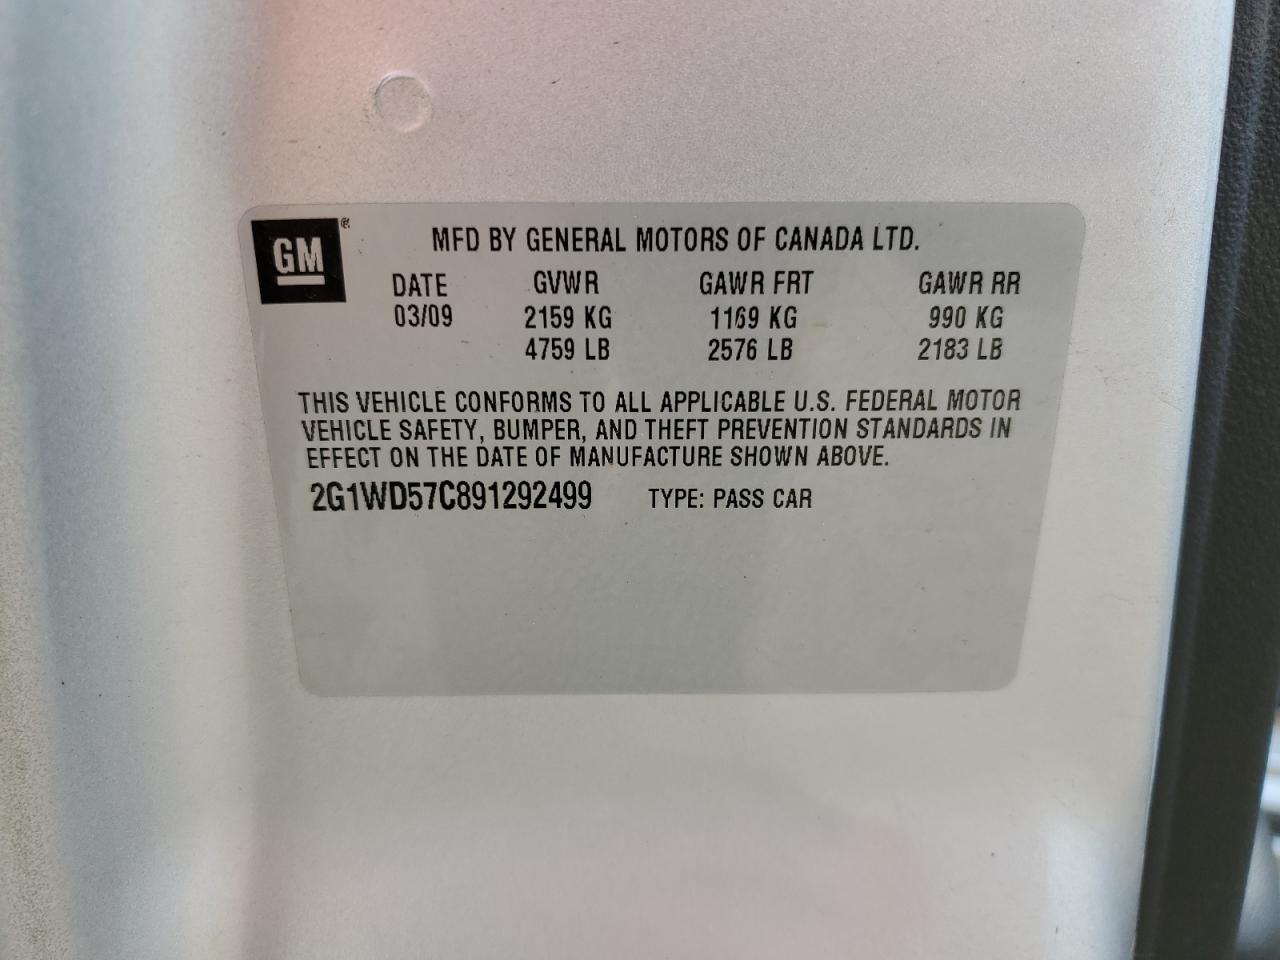 GM ®
MFD BY GENERAL MOTORS OF CANADA LTD.
DATE GVWR GAWR FRT GAWR RR
03/09 2159 KG 1169 KG 990 KG
4759 LB 2576 LB 2183 LB
THIS VEHICLE CONFORMS TO ALL APPLICABLE U.S. FEDERAL MOTOR
VEHICLE SAFETY, BUMPER, AND THEFT PREVENTION STANDARDS IN
EFFECT ON THE DATE OF MANUFACTURE SHOWN ABOVE.
2G1WD57C891292499 TYPE: PASS CAR